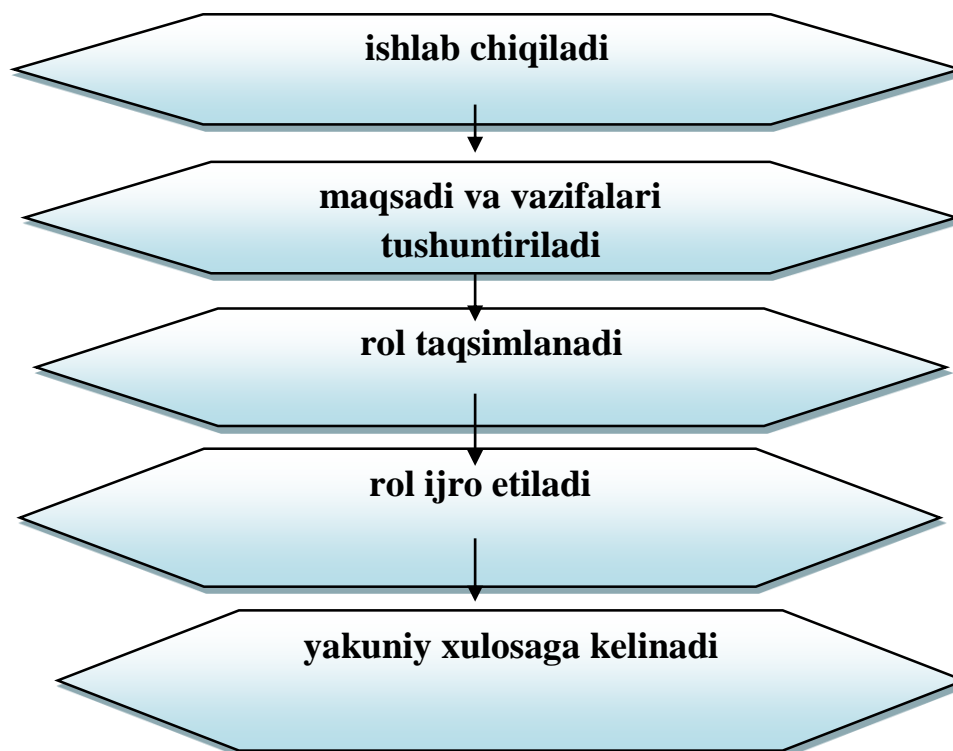 ishlab chiqiladi
maqsadi va vazifalari
tushuntiriladi
rol taqsimlanadi
rol ijro etiladi
yakuniy xulosaga kelinadi